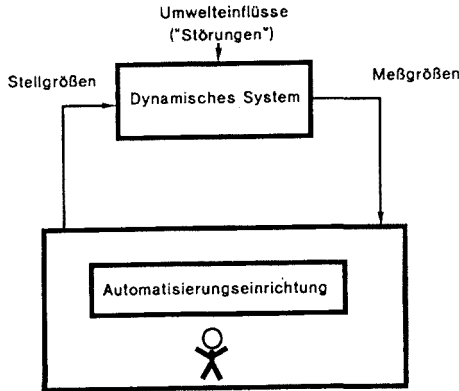 Umwelteinflüsse
("Störungen")
Stellgrößen
Meßgrößen
Dynamisches System
Automatisierungseinrichtung